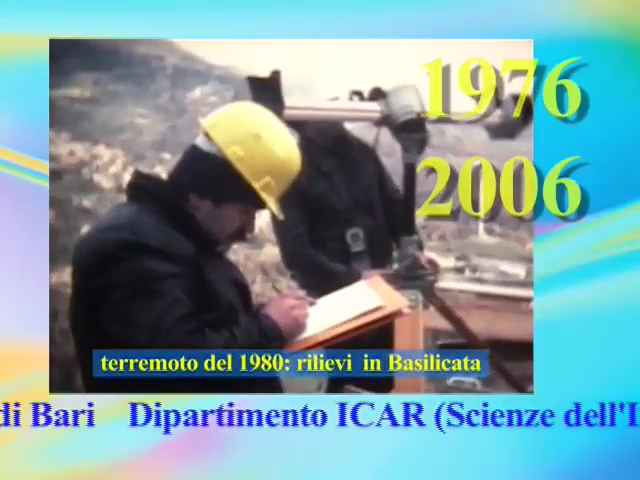 1976
2006
terremoto del 1980: rilievi in Basilicata
di Bari Dipartimento ICAR (Scienze dell'I